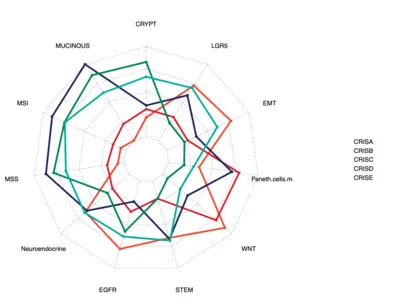 CRYPT
MUCINOUS
LGR5
MSI
EMT
CRISA
CRISB
CRISC
CRISD
CRISE
MSS
Paneth.cells.m
Neuroendocrine
WNT
EGFR
STEM